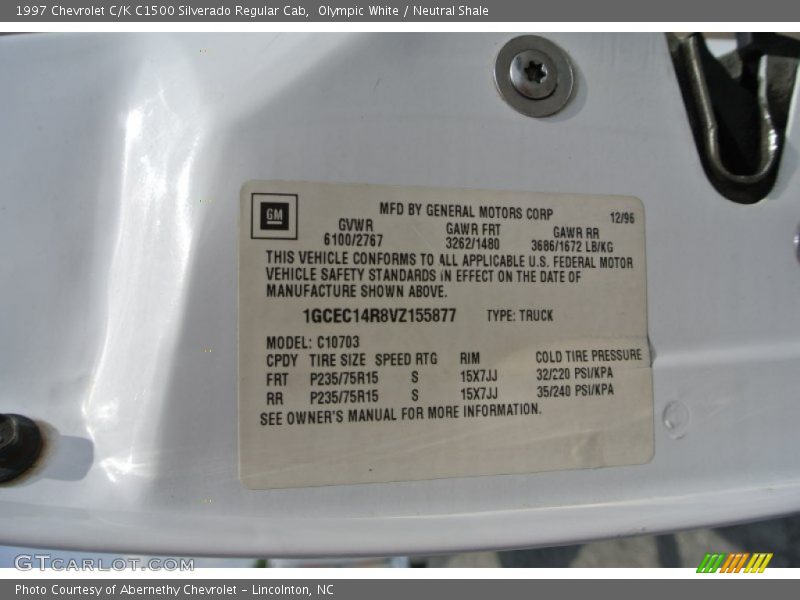 1997 Chevrolet C/K C1500 Silverado Regular Cab, Olympic White / Neutral Shale
GM
MFD BY GENERAL MOTORS CORP 12/96
GVWR GAWR FRT GAWR RR
6100/2767 3262/1480 3686/1672 LB/KG
THIS VEHICLE CONFORMS TO ALL APPLICABLE U.S. FEDERAL MOTOR
VEHICLE SAFETY STANDARDS IN EFFECT ON THE DATE OF
MANUFACTURE SHOWN ABOVE.
1GCEC14R8VZ155877 TYPE: TRUCK
MODEL: C10703
CPDY TIRE SIZE SPEED RTG RIM COLD TIRE PRESSURE
FRT P235/75R15 S 15X7JJ 32/220 PSI/KPA
RR P235/75R15 S 15X7JJ 35/240 PSI/KPA
SEE OWNER'S MANUAL FOR MORE INFORMATION.
GTCarLot.com
Photo Courtesy of Abernethy Chevrolet - Lincolnton, NC